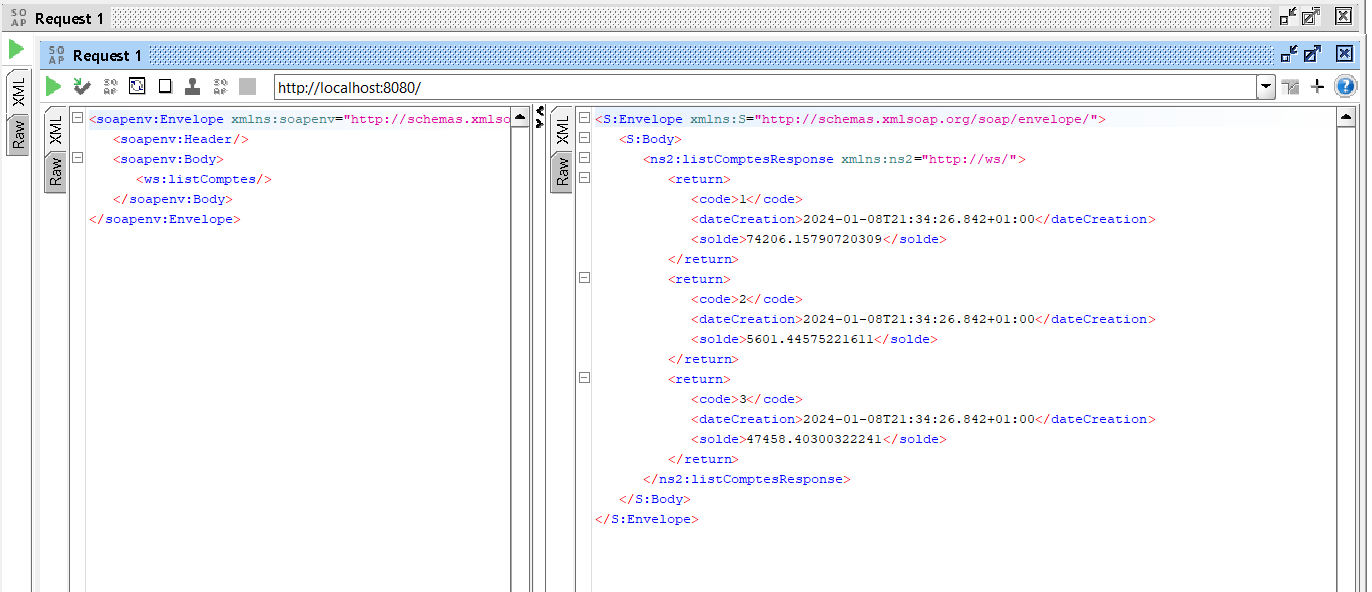 SO
AP
Request 1
XML
Raw
SO
AP
Request 1
SO
AP
SO
AP
http://localhost:8080/
XML
Raw
<soapenv:Envelope xmlns:soapenv="http://schemas.xmlso
<soapenv:Header/>
<soapenv:Body>
<ws:listComptes/>
</soapenv:Body>
</soapenv:Envelope>
XML
Raw
<S:Envelope xmlns:S="http://schemas.xmlsoap.org/soap/envelope/">
<S:Body>
<ns2:listComptesResponse xmlns:ns2="http://ws/">
<return>
<code>1</code>
<dateCreation>2024-01-08T21:34:26.842+01:00</dateCreation>
<solde>74206.15790720309</solde>
</return>
<return>
<code>2</code>
<dateCreation>2024-01-08T21:34:26.842+01:00</dateCreation>
<solde>5601.44575221611</solde>
</return>
<return>
<code>3</code>
<dateCreation>2024-01-08T21:34:26.842+01:00</dateCreation>
<solde>47458.40300322241</solde>
</return>
</ns2:listComptesResponse>
</S:Body>
</S:Envelope>